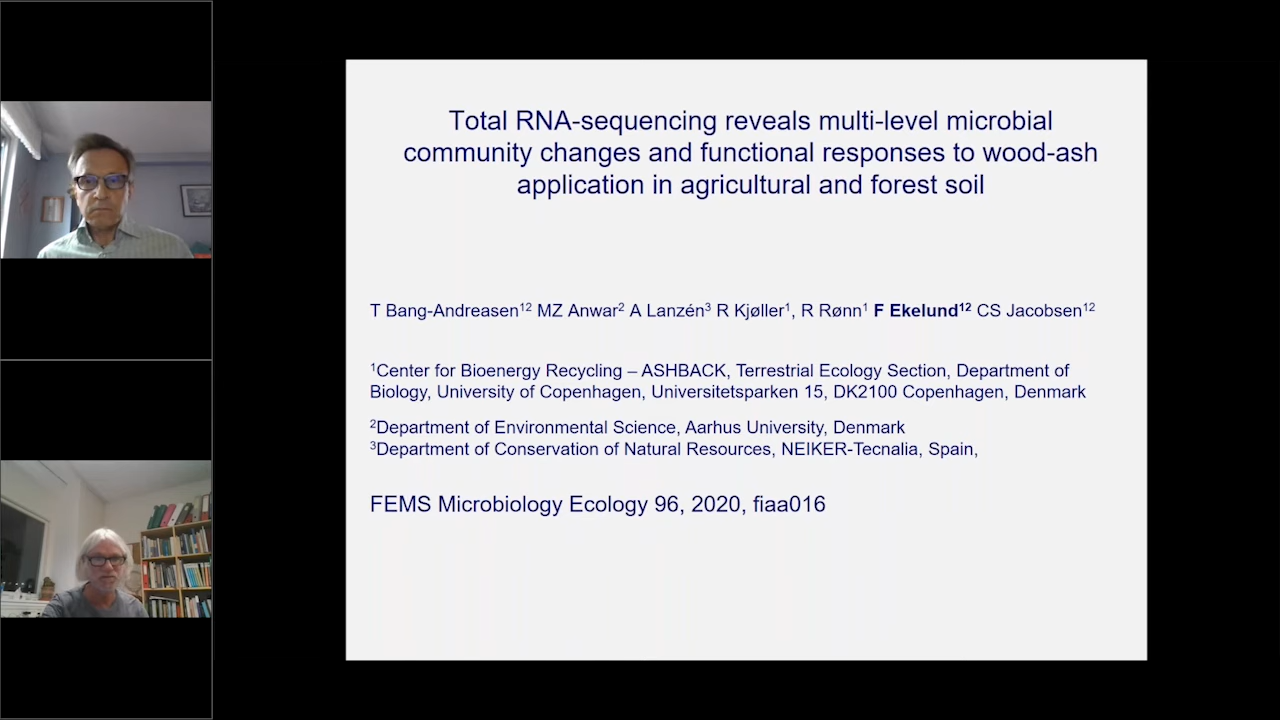 Total RNA-sequencing reveals multi-level microbial
community changes and functional responses to wood-ash
application in agricultural and forest soil
T Bang-Andreasen¹² MZ Anwar² A Lanzén³ R Kjøller¹, R Rønn¹ F Ekelund¹² CS Jacobsen¹²
¹Center for Bioenergy Recycling – ASHBACK, Terrestrial Ecology Section, Department of
Biology, University of Copenhagen, Universitetsparken 15, DK2100 Copenhagen, Denmark
²Department of Environmental Science, Aarhus University, Denmark
³Department of Conservation of Natural Resources, NEIKER-Tecnalia, Spain,
FEMS Microbiology Ecology 96, 2020, fiaa016